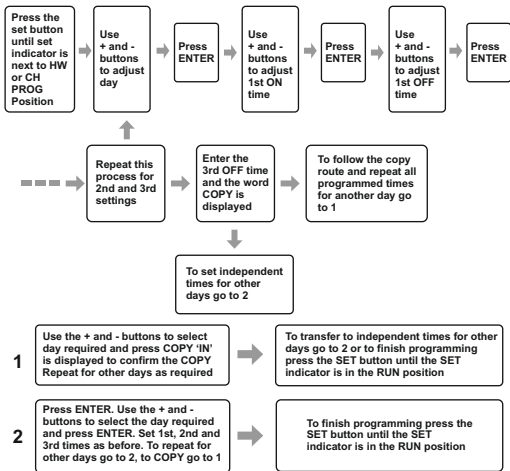 Press the
set button
until set
indicator is
next to HW
or CH
PROG
Position
Use
+ and -
buttons
to adjust
day
Press
ENTER
Use
+ and -
buttons
to adjust
1st ON
time
Press
ENTER
Use
+ and -
buttons
to adjust
1st OFF
time
Press
ENTER
Repeat this
process for
2nd and 3rd
settings
Enter the
3rd OFF time
and the word
COPY is
displayed
To follow the copy
route and repeat all
programmed times
for another day go
to 1
To set independent
times for other
days go to 2
1
Use the + and - buttons to select
day required and press COPY ‘IN’
is displayed to confirm the COPY
Repeat for other days as required
To transfer to independent times for other
days go to 2 or to finish programming
press the SET button until the SET
indicator is in the RUN position
2
Press ENTER. Use the + and -
buttons to select the day required
and press ENTER. Set 1st, 2nd and
3rd times as before. To repeat for
other days go to 2, to COPY go to 1
To finish programming press the
SET button until the SET
indicator is in the RUN position